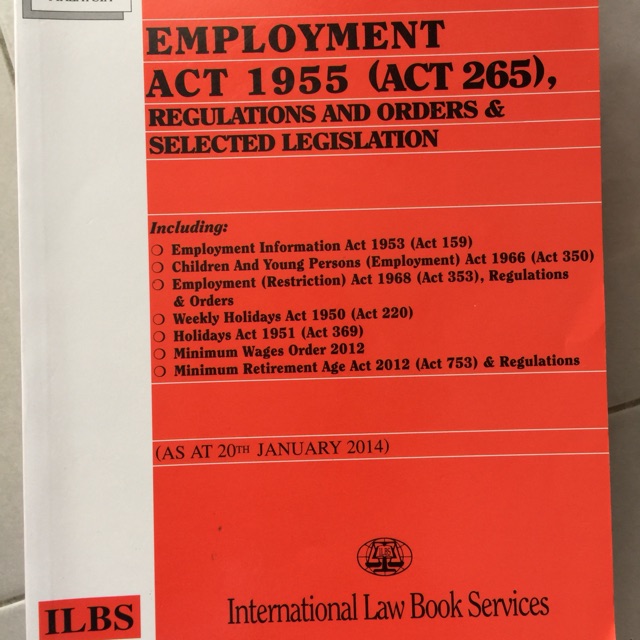 EMPLOYMENT
ACT 1955 (ACT 265),
REGULATIONS AND ORDERS &
SELECTED LEGISLATION
Including:
❍ Employment Information Act 1953 (Act 159)
❍ Children And Young Persons (Employment) Act 1966 (Act 350)
❍ Employment (Restriction) Act 1968 (Act 353), Regulations
& Orders
❍ Weekly Holidays Act 1950 (Act 220)
❍ Holidays Act 1951 (Act 369)
❍ Minimum Wages Order 2012
❍ Minimum Retirement Age Act 2012 (Act 753) & Regulations
(AS AT 20TH JANUARY 2014)
International Law Book Services
ILBS